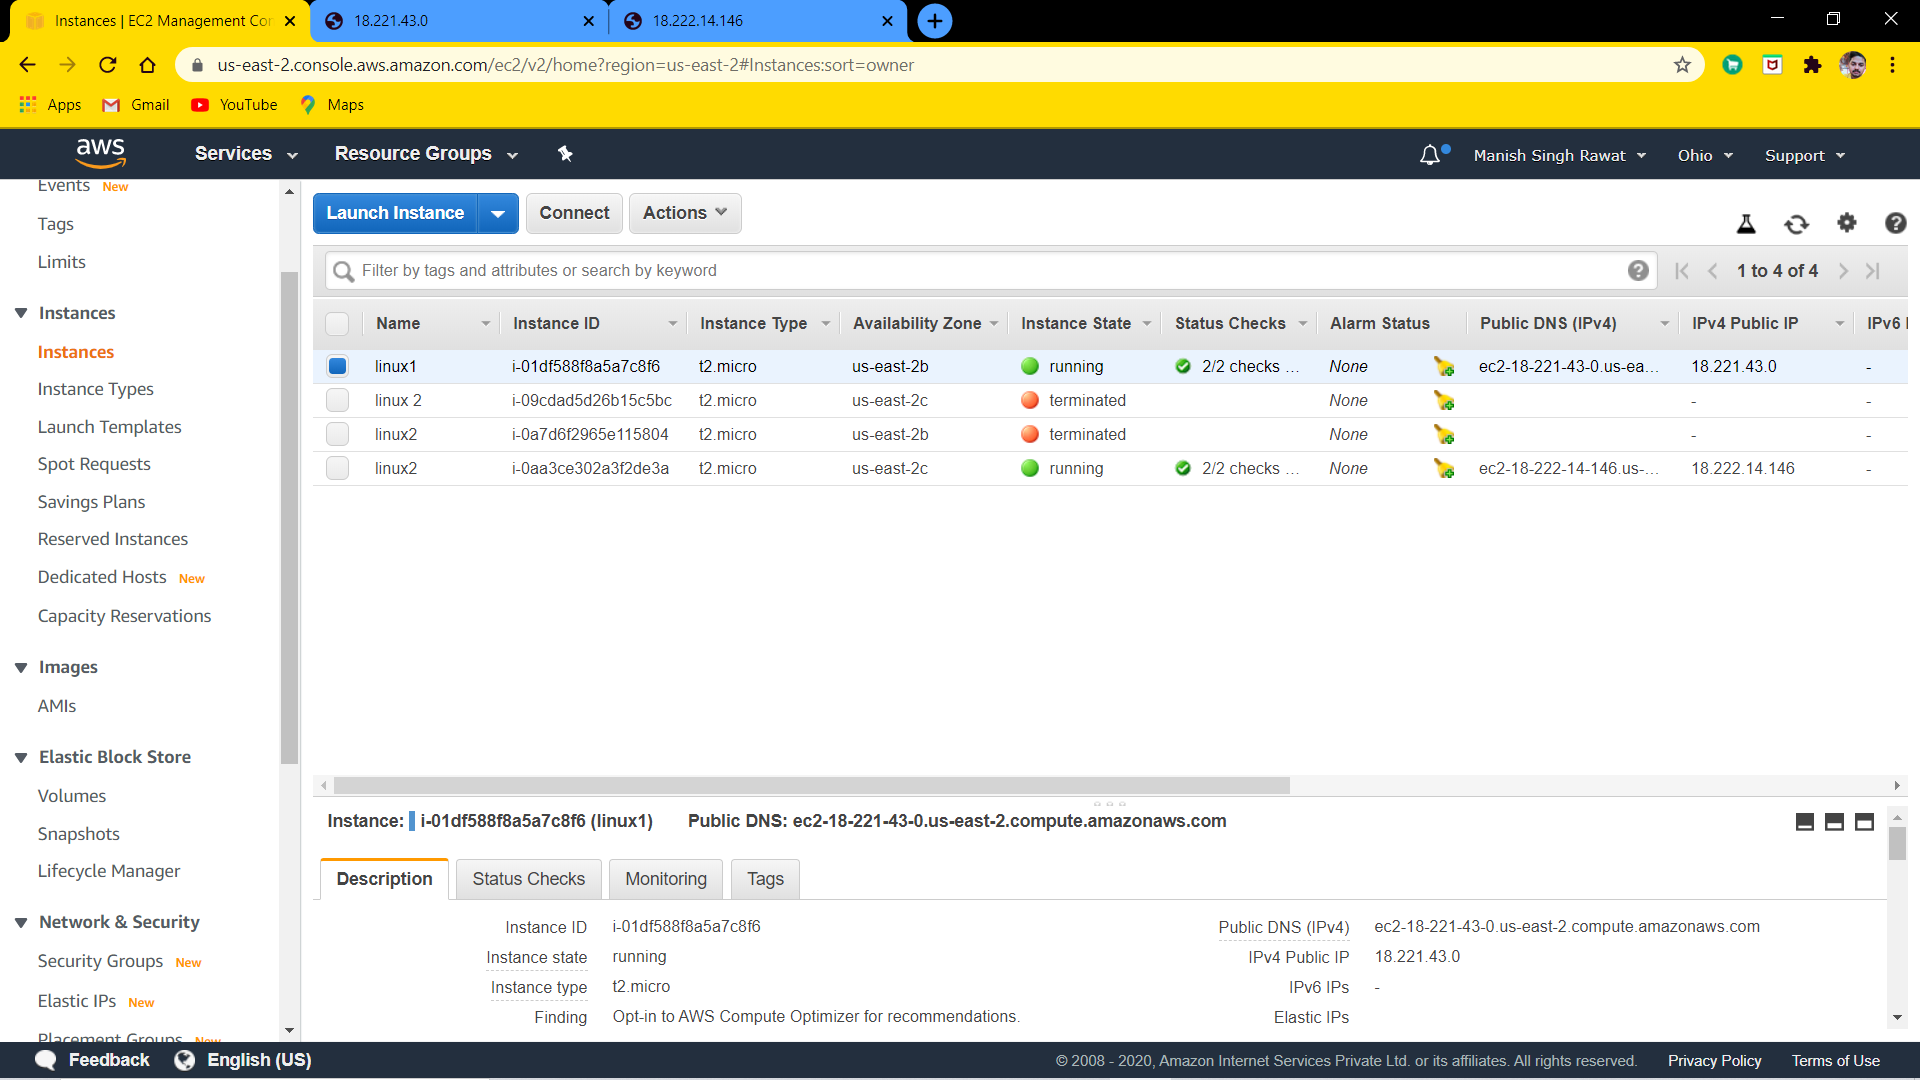 Instances | EC2 Management Con
18.221.43.0
18.222.14.146
us-east-2.console.aws.amazon.com/ec2/v2/home?region=us-east-2#Instances:sort=owner
Apps Gmail YouTube Maps
aws Services Resource Groups Manish Singh Rawat Ohio Support
Events New
Tags
Limits
Instances
Instances
Instance Types
Launch Templates
Spot Requests
Savings Plans
Reserved Instances
Dedicated Hosts New
Capacity Reservations
Images
AMIs
Elastic Block Store
Volumes
Snapshots
Lifecycle Manager
Network & Security
Security Groups New
Elastic IPs New
Placement Groups New
Launch Instance Connect Actions
Filter by tags and attributes or search by keyword 1 to 4 of 4
Name Instance ID Instance Type Availability Zone Instance State Status Checks Alarm Status Public DNS (IPv4) IPv4 Public IP IPv6 I
linux1 i-01df588f8a5a7c8f6 t2.micro us-east-2b running 2/2 checks ... None ec2-18-221-43-0.us-ea... 18.221.43.0 -
linux 2 i-09cdad5d26b15c5bc t2.micro us-east-2c terminated None - -
linux2 i-0a7d6f2965e115804 t2.micro us-east-2b terminated None - -
linux2 i-0aa3ce302a3f2de3a t2.micro us-east-2c running 2/2 checks ... None ec2-18-222-14-146.us-... 18.222.14.146 -
Instance: i-01df588f8a5a7c8f6 (linux1) Public DNS: ec2-18-221-43-0.us-east-2.compute.amazonaws.com
Description Status Checks Monitoring Tags
Instance ID i-01df588f8a5a7c8f6 Public DNS (IPv4) ec2-18-221-43-0.us-east-2.compute.amazonaws.com
Instance state running IPv4 Public IP 18.221.43.0
Instance type t2.micro IPv6 IPs -
Finding Opt-in to AWS Compute Optimizer for recommendations. Elastic IPs
Feedback English (US) © 2008 - 2020, Amazon Internet Services Private Ltd. or its affiliates. All rights reserved. Privacy Policy Terms of Use